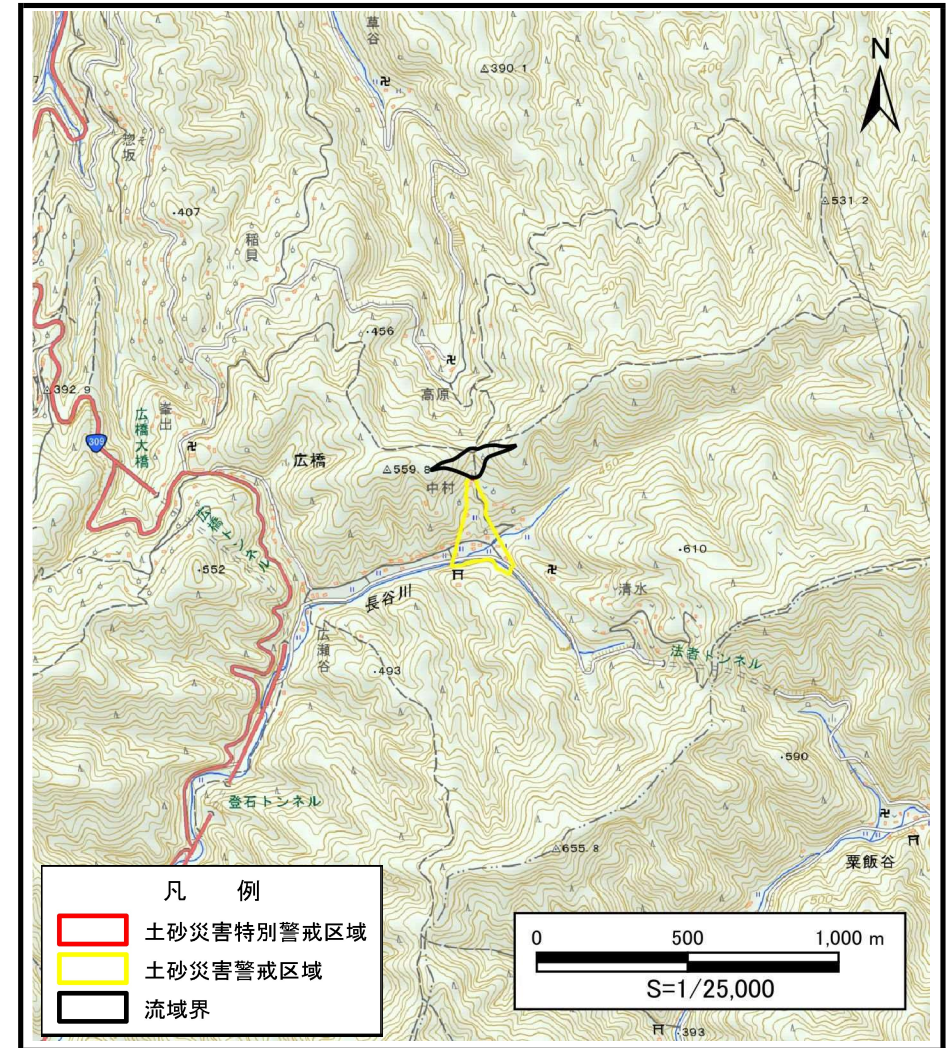 草谷
△390.1
N
惣坂
・407
稲貝
△531.2
・456
高原
△392.9
峯出
広橋大橋
309
広橋
△559.8
中村
広橋トンネル
・552
・610
長谷川
清水
広瀬谷
法者トンネル
・493
・590
登石トンネル
△655.8
粟飯谷
凡 例
土砂災害特別警戒区域
土砂災害警戒区域
流域界
0 500 1,000 m
S=1/25,000
・393